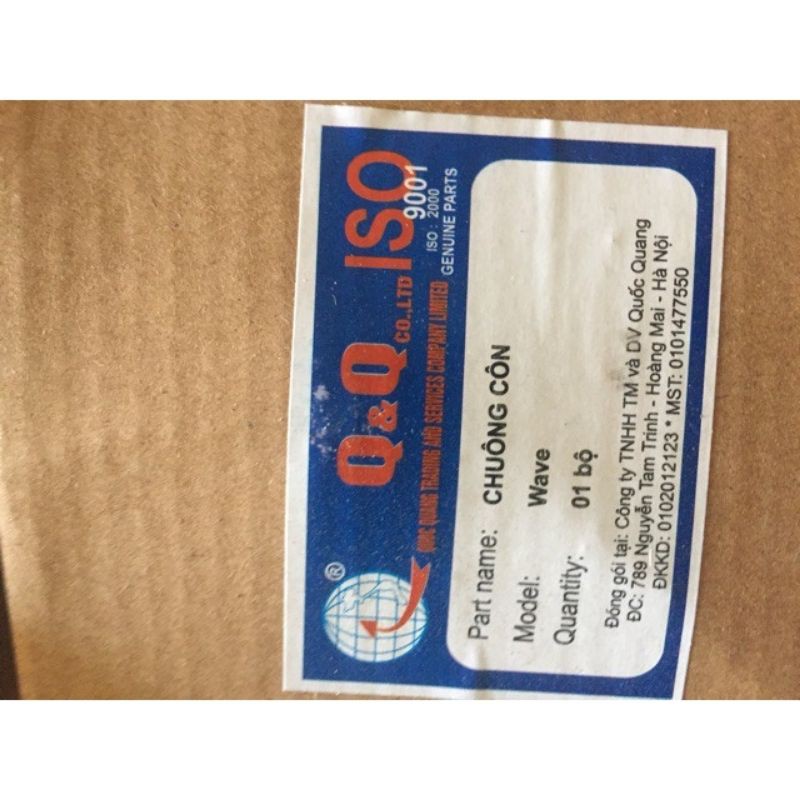 ®
Q & Q CO.,LTD ISO 9001
ISO : 2000
QUOC QUANG TRADING AND SERVICES COMPANY LIMITED
GENUINE PARTS
Part name: CHUÔNG CÔN
Model: Wave
Quantity: 01 bộ
Đóng gói tại: Công ty TNHH TM và DV Quốc Quang
ĐC: 789 Nguyễn Tam Trinh - Hoàng Mai - Hà Nội
ĐKKD: 0102012123 * MST: 0101477550